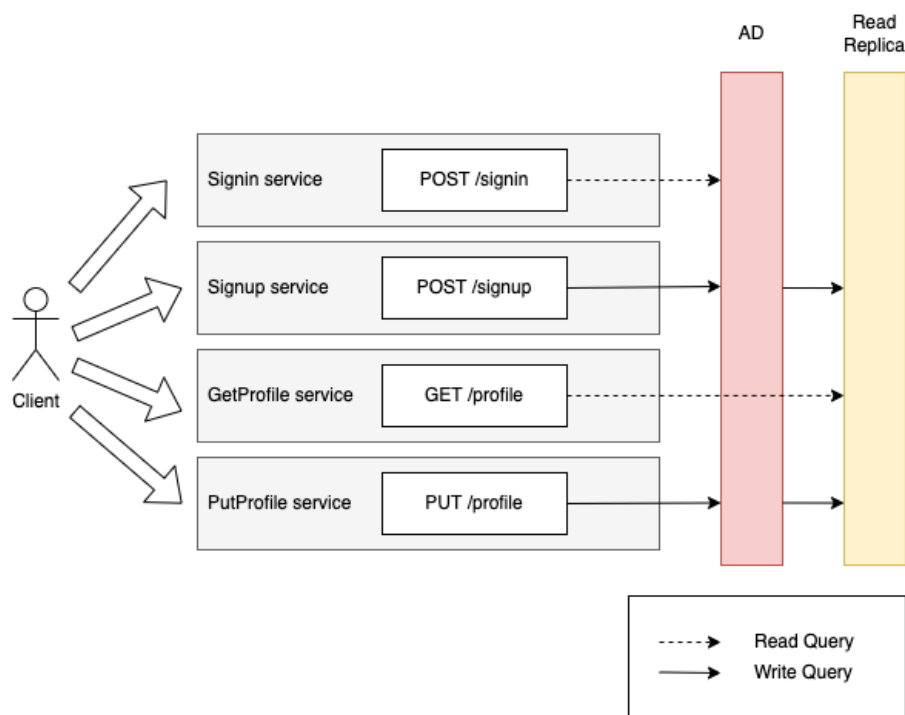 AD
Read
Replica
Signin service
POST /signin
Signup service
POST /signup
Client
GetProfile service
GET /profile
PutProfile service
PUT /profile
Read Query
Write Query